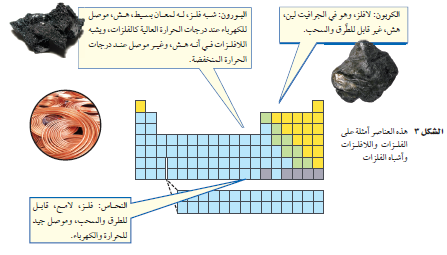 الكربون: لافلز، وهو في الجرافيت لين،
هش، غير قابل للطَّرق والسحب.
البورون: شبه فلز، له لمعان بسيط، هش، موصل
للكهرباء عند درجات الحرارة العالية كالفلزات، ويشبه
اللافلزات في أنه هش، وغير موصل عند درجات
الحرارة المنخفضة.
الشكل ٣ هذه العناصر أمثلة على
الفلزات واللافلزات
وأشباه الفلزات
النحاس: فلز، لامع، قابل
للطرق والسحب، وموصل جيد
للحرارة والكهرباء.